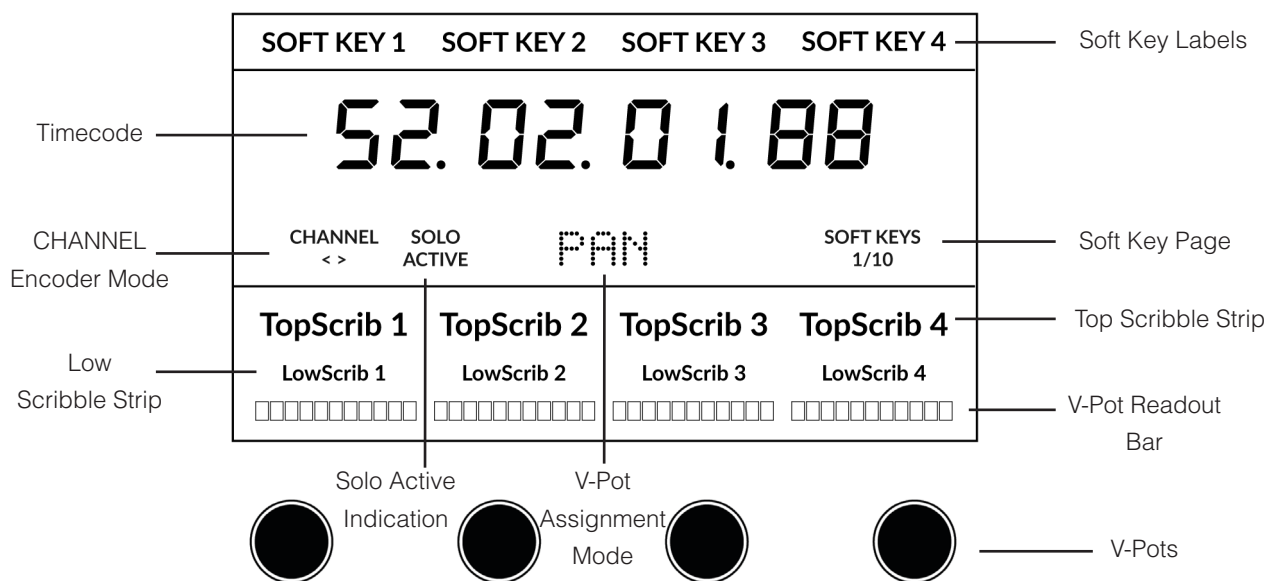 SOFT KEY 1 SOFT KEY 2 SOFT KEY 3 SOFT KEY 4
Soft Key Labels
Timecode
52. 02. 01. 88
CHANNEL
Encoder Mode
CHANNEL
< >
SOLO
ACTIVE
PAN
SOFT KEYS
1/10
Soft Key Page
TopScrib 1 TopScrib 2 TopScrib 3 TopScrib 4
Top Scribble Strip
Low
Scribble Strip
LowScrib 1 LowScrib 2 LowScrib 3 LowScrib 4
V-Pot Readout
Bar
Solo Active
Indication
V-Pot
Assignment
Mode
V-Pots